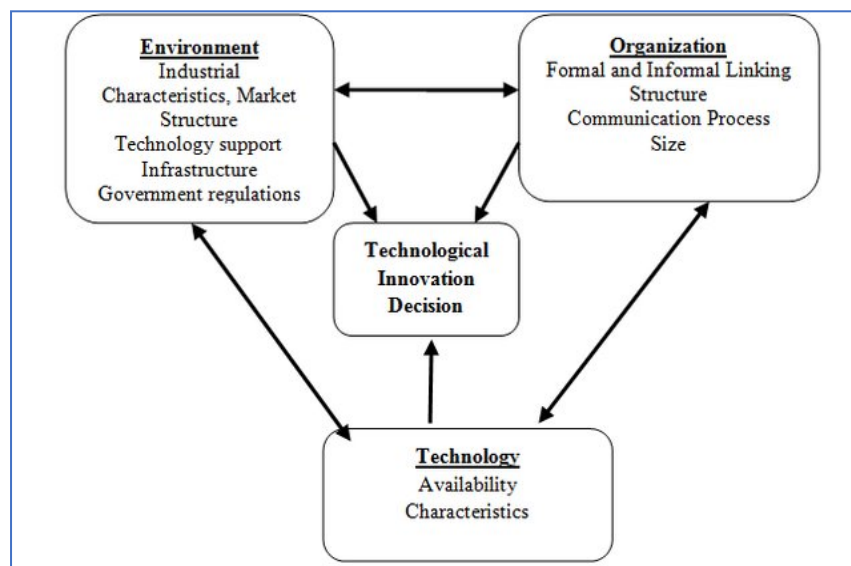 Environment
Industrial
Characteristics, Market
Structure
Technology support
Infrastructure
Government regulations
Organization
Formal and Informal Linking
Structure
Communication Process
Size
Technological
Innovation
Decision
Technology
Availability
Characteristics